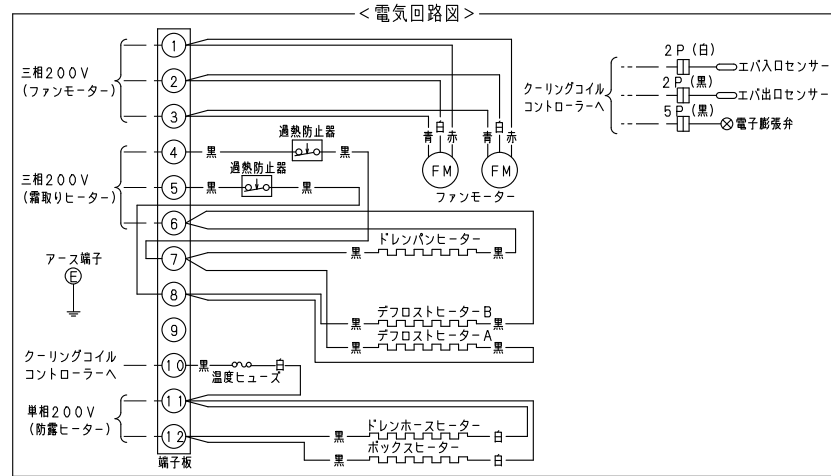 <電気回路図>
三相200V
(ファンモーター)
1
2
3
青 白 赤
青 白 赤
FM
FM
ファンモーター
クーリングコイル
コントローラーへ
2P(白)
エバ入口センサー
2P(黒)
エバ出口センサー
5P(黒)
電子膨張弁
三相200V
(霜取りヒーター)
4
黒
過熱防止器
黒
5
黒
過熱防止器
黒
6
7
黒
ドレンパンヒーター
黒
アース端子
E
8
黒
デフロストヒーターB
黒
黒
デフロストヒーターA
黒
9
クーリングコイル
コントローラーへ
10
黒
温度ヒューズ
白
単相200V
(防露ヒーター)
11
12
黒
ドレンホースヒーター
白
黒
ボックスヒーター
白
端子板